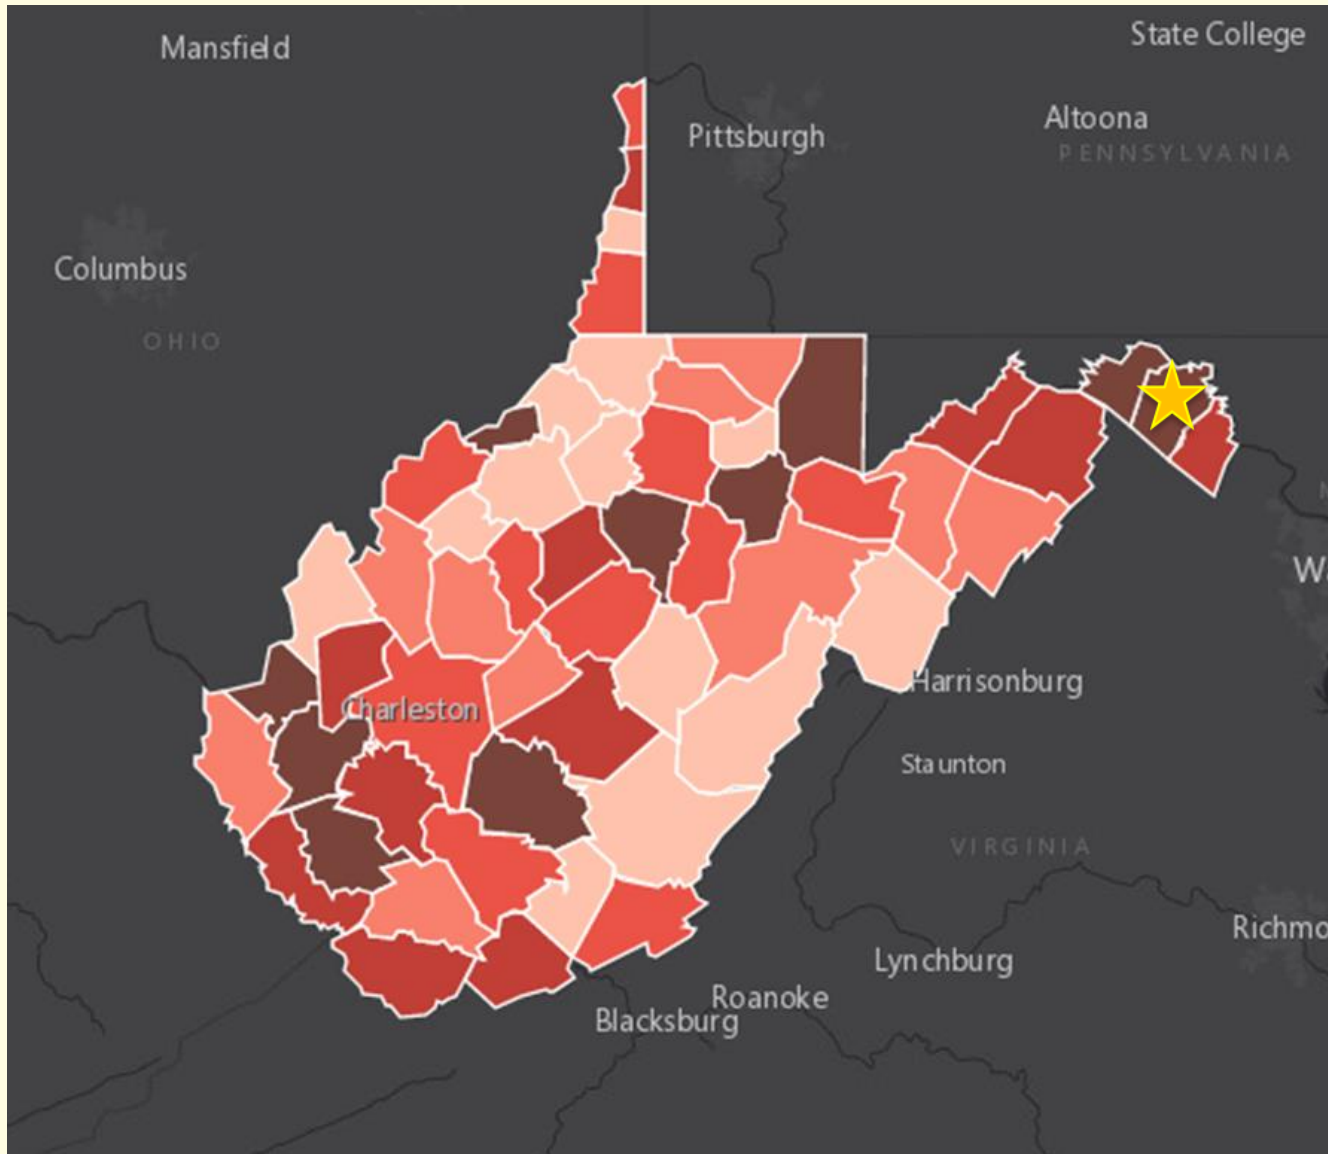 Mansfield
State College
Pittsburgh
Altoona
PENNSYLVANIA
Columbus
OHIO
Harrisonburg
Charleston
Staunton
VIRGINIA
Richmo
Lynchburg
Roanoke
Blacksburg